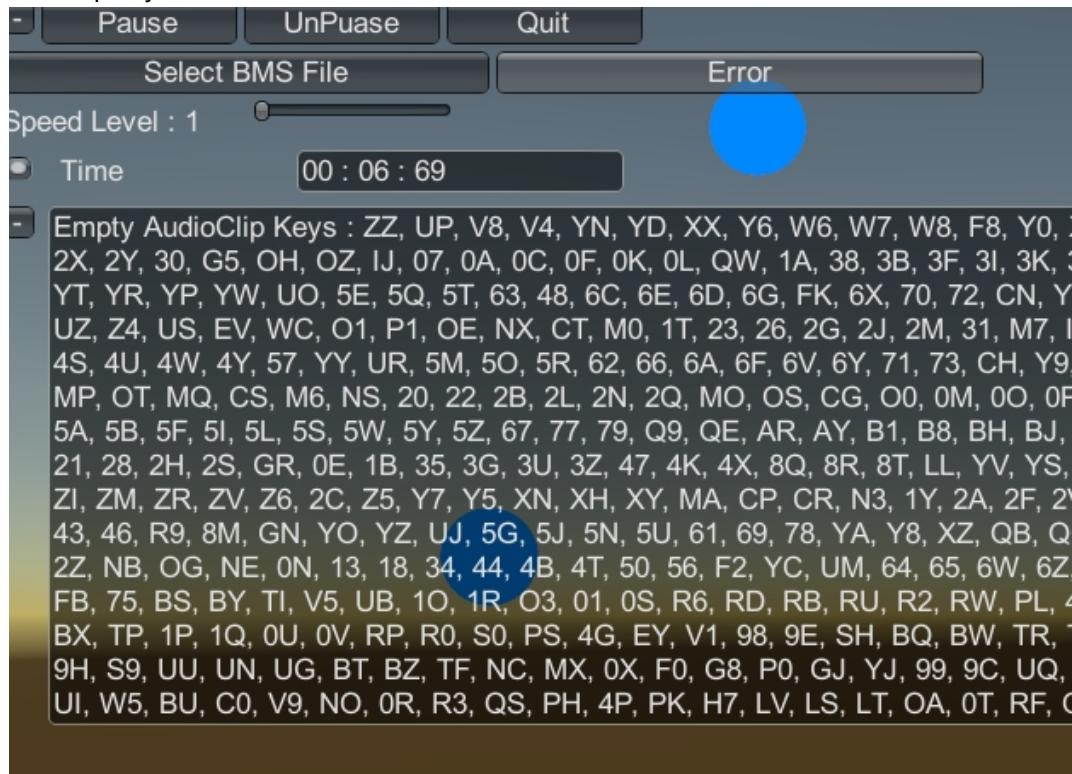 - Pause UnPuase Quit
Select BMS File Error
Speed Level : 1
Time 00 : 06 : 69
- Empty AudioClip Keys : ZZ, UP, V8, V4, YN, YD, XX, Y6, W6, W7, W8, F8, Y0,
2X, 2Y, 30, G5, OH, OZ, IJ, 07, 0A, 0C, 0F, 0K, 0L, QW, 1A, 38, 3B, 3F, 3I, 3K,
YT, YR, YP, YW, UO, 5E, 5Q, 5T, 63, 48, 6C, 6E, 6D, 6G, FK, 6X, 70, 72, CN, Y
UZ, Z4, US, EV, WC, O1, P1, OE, NX, CT, M0, 1T, 23, 26, 2G, 2J, 2M, 31, M7,
4S, 4U, 4W, 4Y, 57, YY, UR, 5M, 5O, 5R, 62, 66, 6A, 6F, 6V, 6Y, 71, 73, CH, Y9,
MP, OT, MQ, CS, M6, NS, 20, 22, 2B, 2L, 2N, 2Q, MO, OS, CG, O0, 0M, 0O, 0P
5A, 5B, 5F, 5I, 5L, 5S, 5W, 5Y, 5Z, 67, 77, 79, Q9, QE, AR, AY, B1, B8, BH, BJ,
21, 28, 2H, 2S, GR, 0E, 1B, 35, 3G, 3U, 3Z, 47, 4K, 4X, 8Q, 8R, 8T, LL, YV, YS,
ZI, ZM, ZR, ZV, Z6, 2C, Z5, Y7, Y5, XN, XH, XY, MA, CP, CR, N3, 1Y, 2A, 2F, 2V
43, 46, R9, 8M, GN, YO, YZ, UJ, 5G, 5J, 5N, 5U, 61, 69, 78, YA, Y8, XZ, QB, Q
2Z, NB, OG, NE, 0N, 13, 18, 34, 44, 4B, 4T, 50, 56, F2, YC, UM, 64, 65, 6W, 6Z,
FB, 75, BS, BY, TI, V5, UB, 1O, 1R, O3, 01, 0S, R6, RD, RB, RU, R2, RW, PL, 4
BX, TP, 1P, 1Q, 0U, 0V, RP, R0, S0, PS, 4G, EY, V1, 98, 9E, SH, BQ, BW, TR,
9H, S9, UU, UN, UG, BT, BZ, TF, NC, MX, 0X, F0, G8, P0, GJ, YJ, 99, 9C, UQ,
UI, W5, BU, C0, V9, NO, 0R, R3, QS, PH, 4P, PK, H7, LV, LS, LT, OA, 0T, RF,